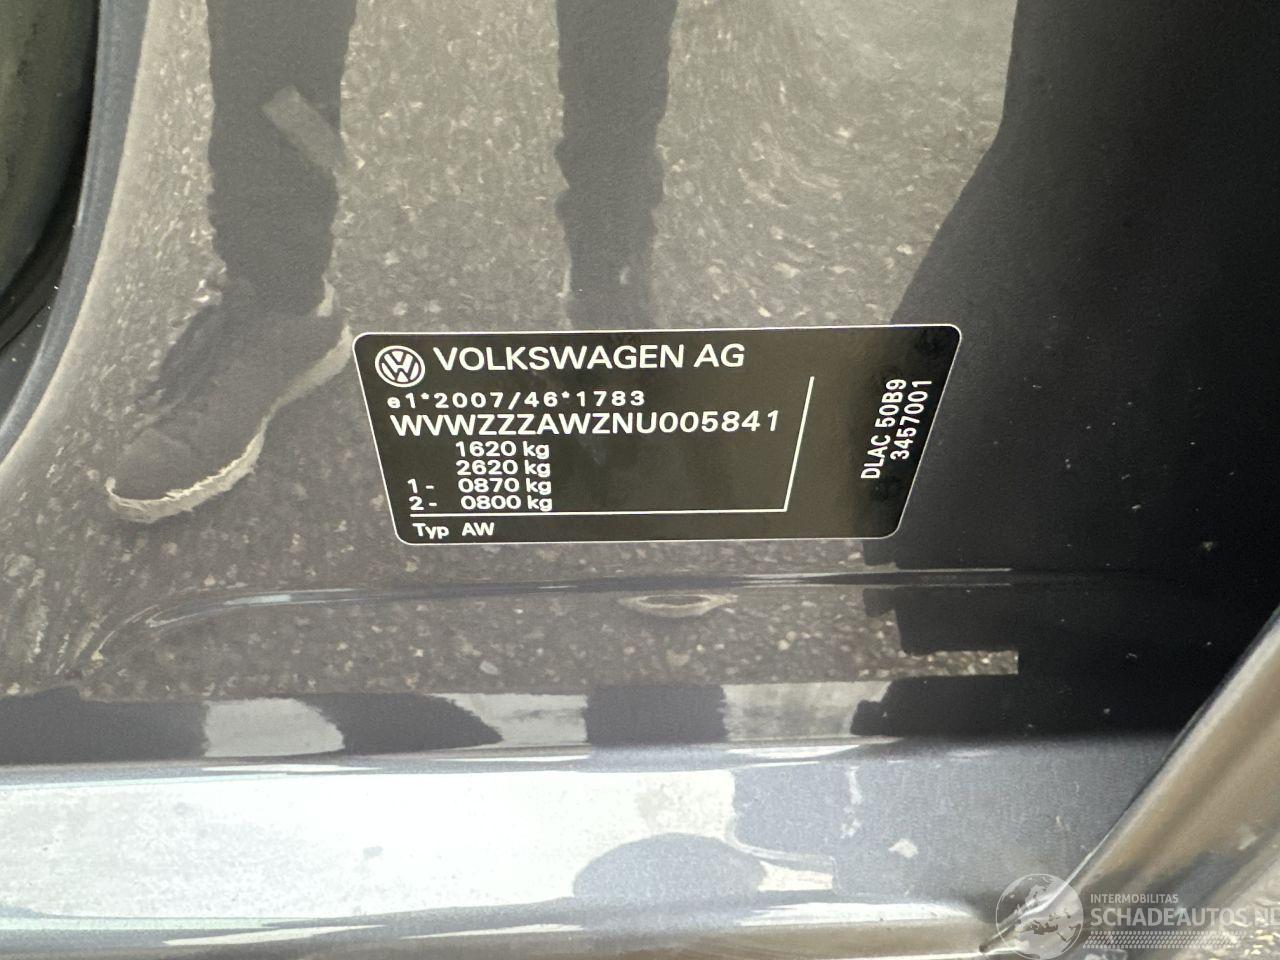 VOLKSWAGEN AG
e1*2007/46*1783
WVWZZZAWZNU005841
1620 kg
2620 kg
1 - 0870 kg
2 - 0800 kg
Typ AW
DLAC 50B9
3457001
INTERMOBILITAS
SCHADEAUTOS.NL